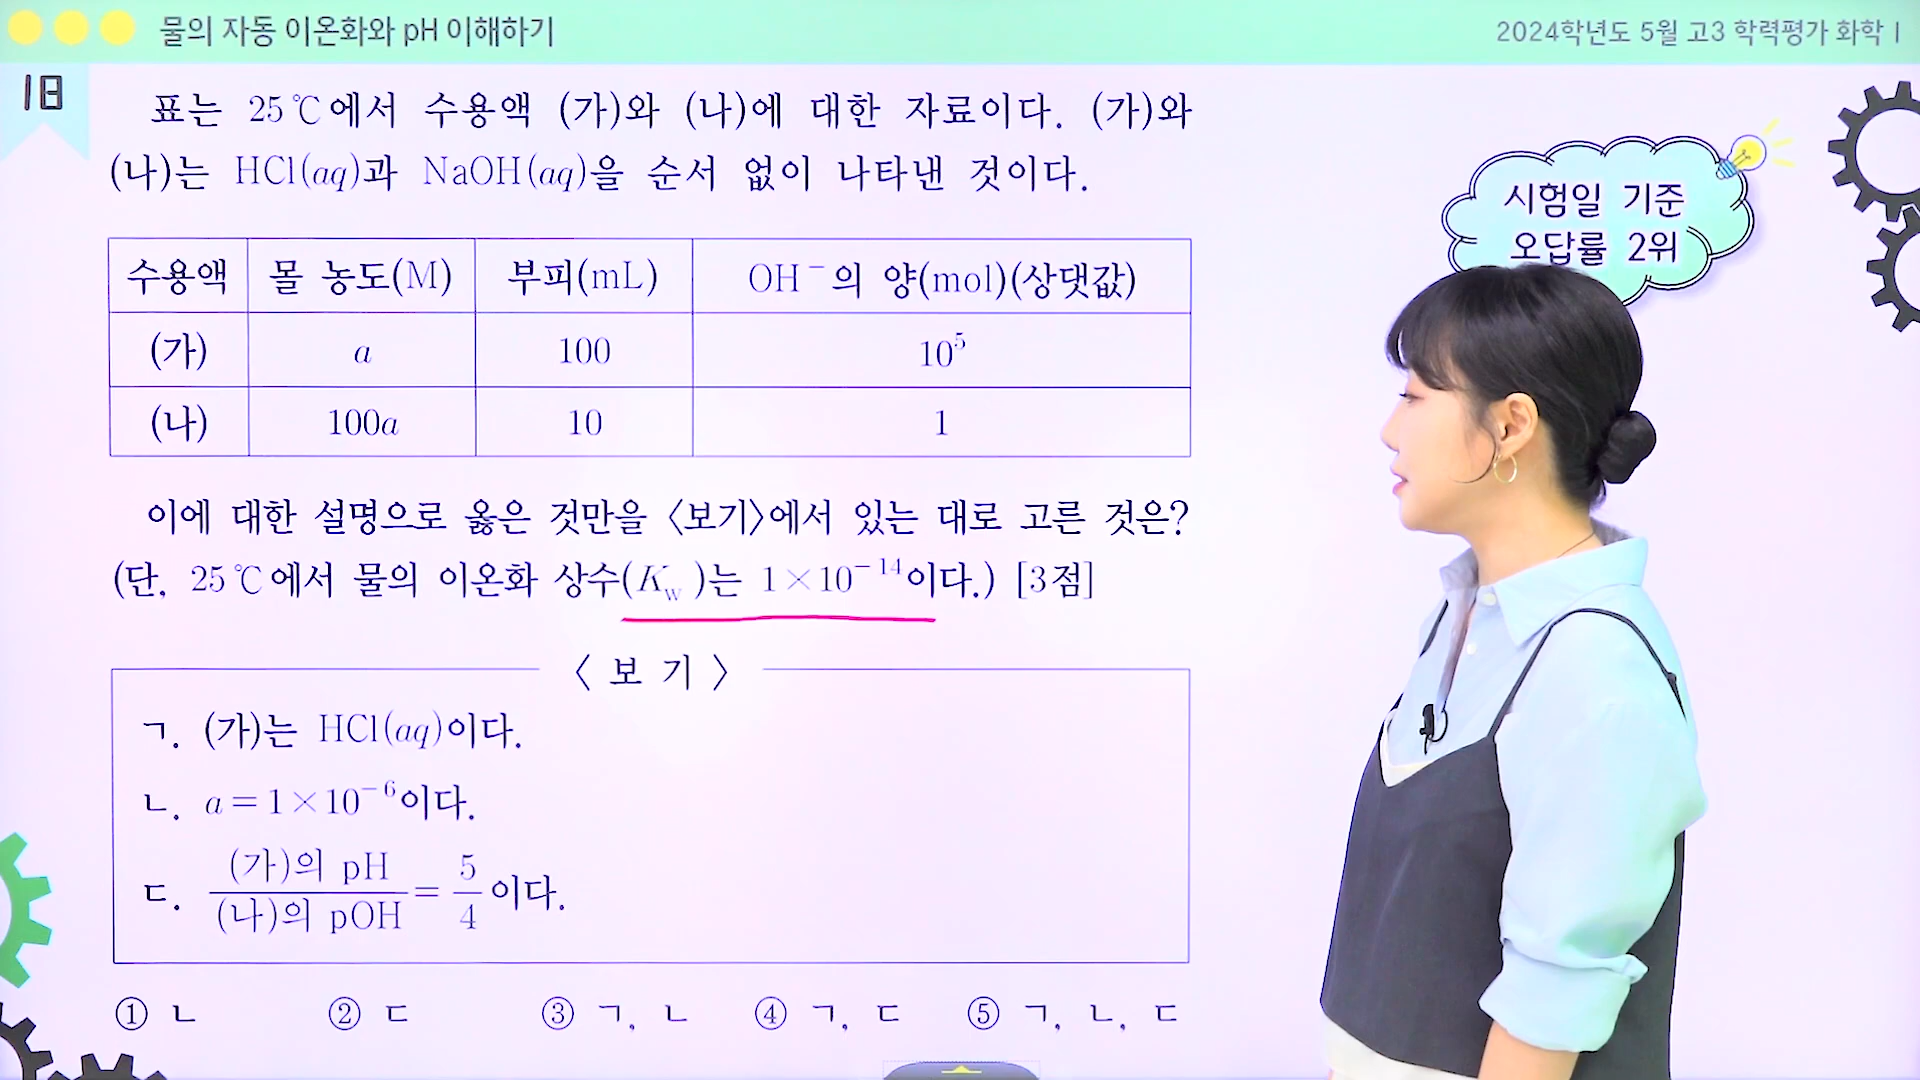 물의 자동 이온화와 pH 이해하기
2024학년도 5월 고3 학력평가 화학 Ⅰ
18
표는 25℃에서 수용액 (가)와 (나)에 대한 자료이다. (가)와
(나)는 HCl(aq)과 NaOH(aq)을 순서 없이 나타낸 것이다.
시험일 기준
오답률 2위
수용액 몰 농도(M) 부피(mL) OH⁻의 양(mol)(상댓값)
(가) a 100 10⁵
(나) 100a 10 1
이에 대한 설명으로 옳은 것만을 〈보기〉에서 있는 대로 고른 것은?
(단, 25℃에서 물의 이온화 상수(K_w)는 1×10⁻¹⁴이다.) [3점]
〈 보 기 〉
ㄱ. (가)는 HCl(aq)이다.
ㄴ. a=1×10⁻⁶이다.
ㄷ. (가)의 pH/(나)의 pOH = 5/4 이다.
① ㄴ ② ㄷ ③ ㄱ, ㄴ ④ ㄱ, ㄷ ⑤ ㄱ, ㄴ, ㄷ